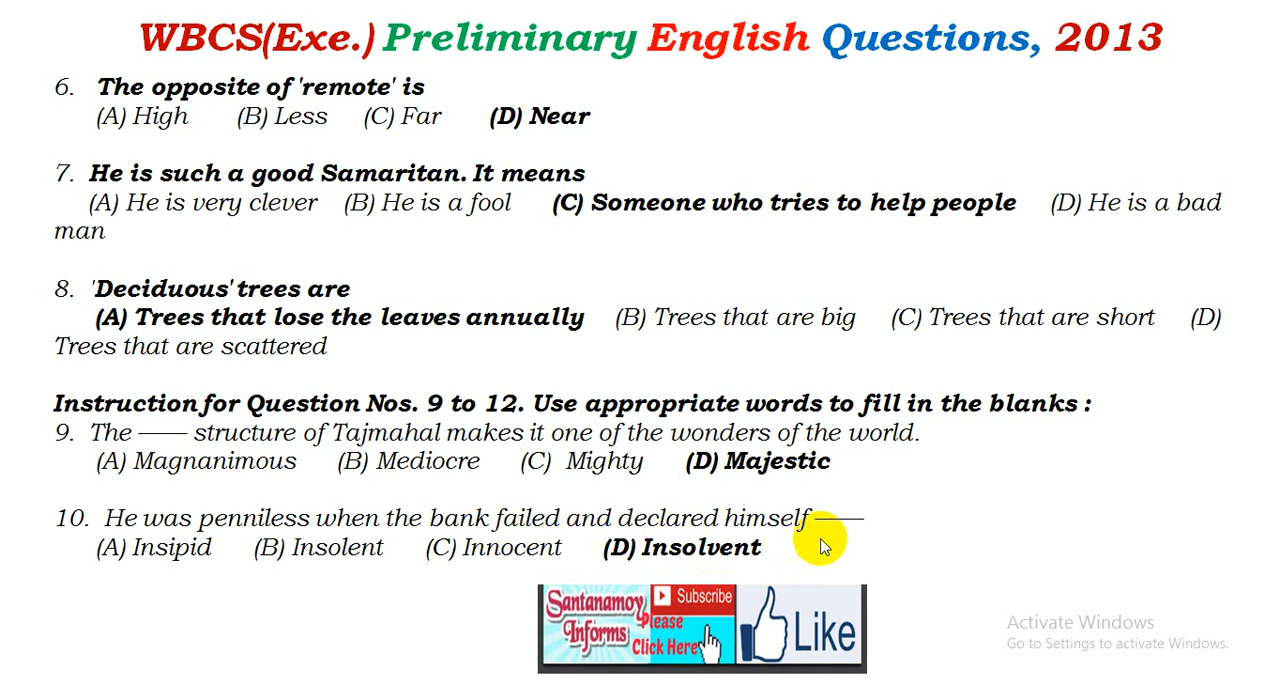 WBCS(Exe.) Preliminary English Questions, 2013
6. The opposite of 'remote' is
(A) High (B) Less (C) Far (D) Near
7. He is such a good Samaritan. It means
(A) He is very clever (B) He is a fool (C) Someone who tries to help people (D) He is a bad
man
8. 'Deciduous' trees are
(A) Trees that lose the leaves annually (B) Trees that are big (C) Trees that are short (D)
Trees that are scattered
Instruction for Question Nos. 9 to 12. Use appropriate words to fill in the blanks :
9. The —— structure of Tajmahal makes it one of the wonders of the world.
(A) Magnanimous (B) Mediocre (C) Mighty (D) Majestic
10. He was penniless when the bank failed and declared himself ——
(A) Insipid (B) Insolent (C) Innocent (D) Insolvent
Santanamoy
Informs
Subscribe
Please
Click Here
Like
Activate Windows
Go to Settings to activate Windows.